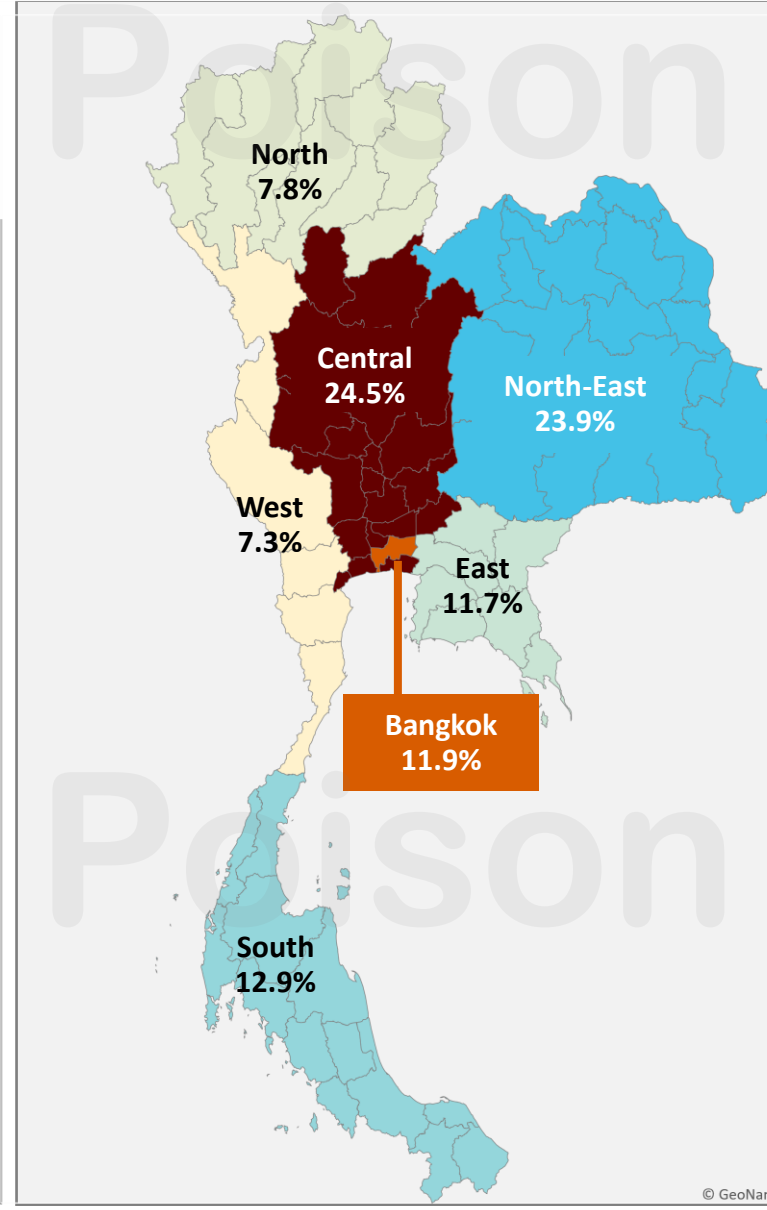 Poison
North
7.8%
Central
24.5%
North-East
23.9%
West
7.3%
East
11.7%
Bangkok
11.9%
Poison
South
12.9%
© GeoNam